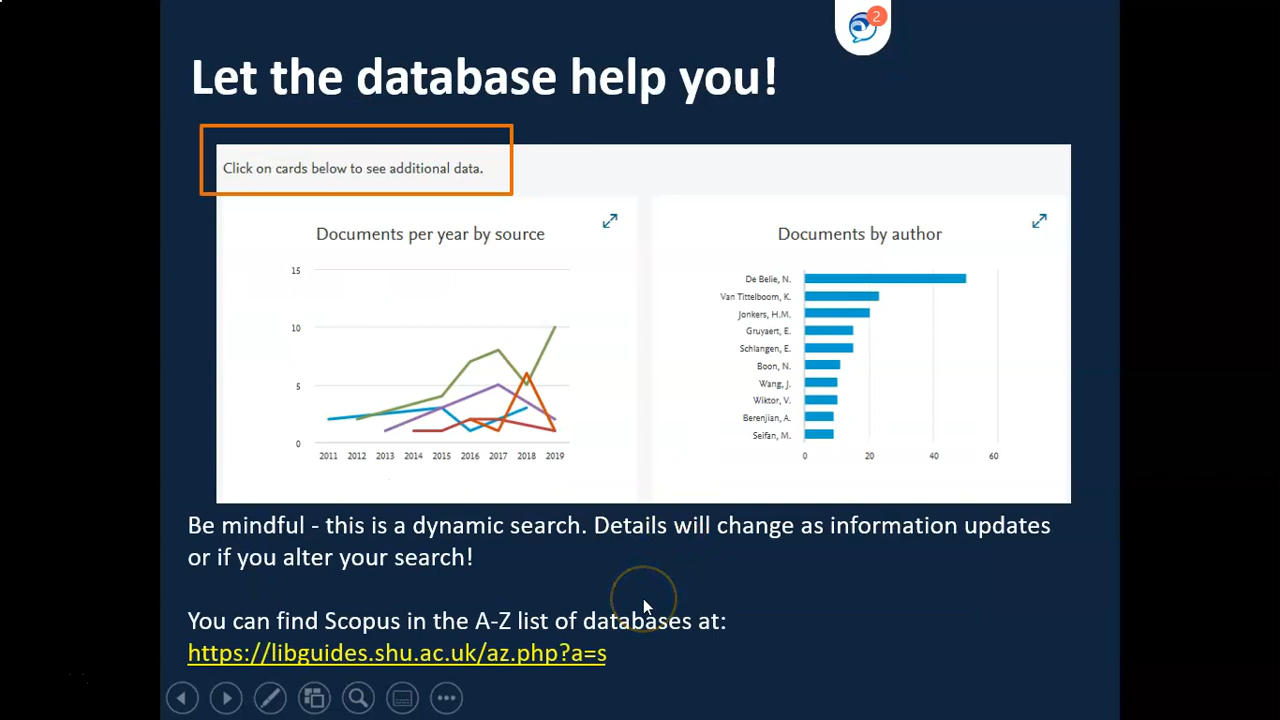 2
Let the database help you!
Click on cards below to see additional data.
Documents per year by source
15
10
5
0
2011 2012 2013 2014 2015 2016 2017 2018 2019
Documents by author
De Belie, N.
Van Tittelboom, K.
Jonkers, H.M.
Gruyaert, E.
Schlangen, E.
Boon, N.
Wang, J.
Wiktor, V.
Berenjian, A.
Seifan, M.
0 20 40 60
Be mindful - this is a dynamic search. Details will change as information updates
or if you alter your search!
You can find Scopus in the A-Z list of databases at:
https://libguides.shu.ac.uk/az.php?a=s